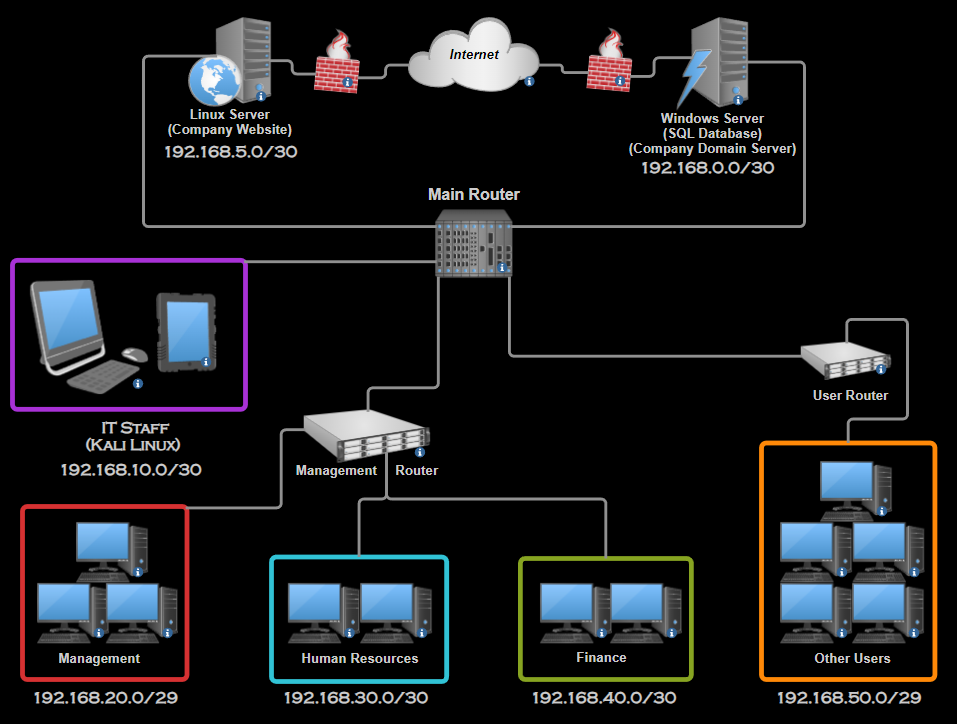 Internet
Linux Server
(Company Website)
192.168.5.0/30
Windows Server
(SQL Database)
(Company Domain Server)
192.168.0.0/30
Main Router
User Router
IT Staff
(Kali Linux)
192.168.10.0/30
Management Router
Management
192.168.20.0/29
Human Resources
192.168.30.0/30
Finance
192.168.40.0/30
Other Users
192.168.50.0/29